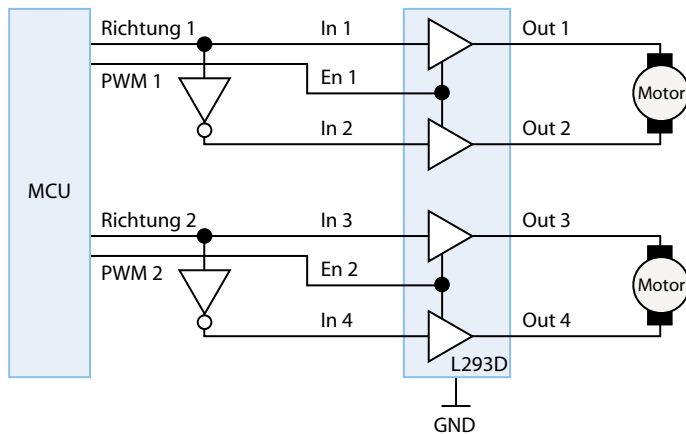 Richtung 1
In 1
Out 1
PWM 1
En 1
Motor
In 2
Out 2
MCU
Richtung 2
In 3
Out 3
PWM 2
En 2
Motor
In 4
Out 4
L293D
GND